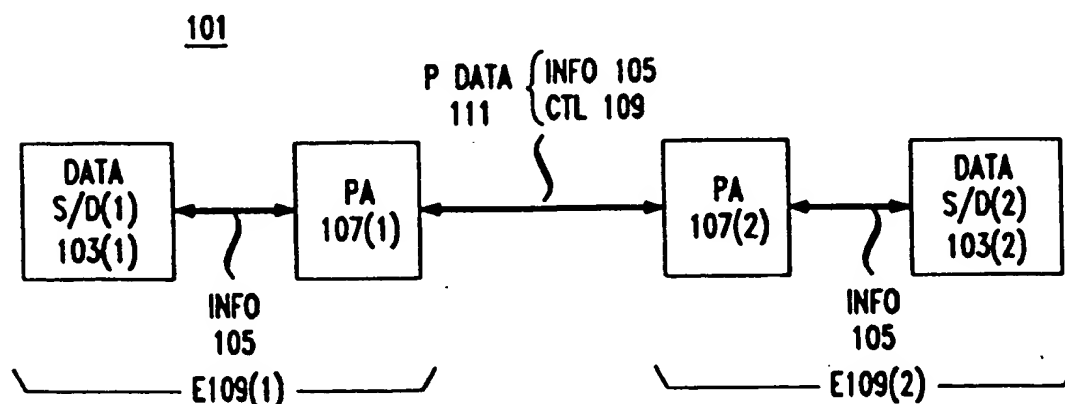 101
P DATA
111
INFO 105
CTL 109
DATA
S/D(1)
103(1)
PA
107(1)
PA
107(2)
DATA
S/D(2)
103(2)
INFO
105
INFO
105
E109(1)
E109(2)